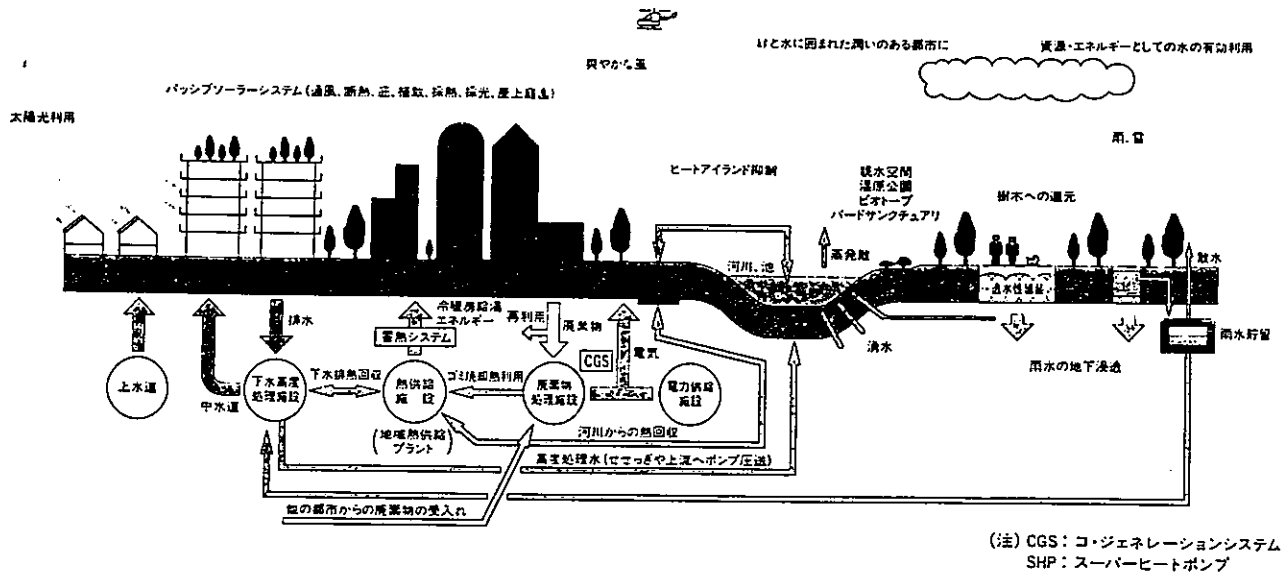 緑と水に囲まれた潤いのある都市に
資源・エネルギーとしての水の有効利用
爽やかな風
パッシブソーラーシステム(通風、断熱、庇、植栽、採熱、採光、屋上庭園)
太陽光利用
雨、雪
ヒートアイランド抑制
親水空間
湿原公園
ビオトープ
バードサンクチュアリ
樹木への還元
蒸発散
散水
河川、池
透水性舗装
排水
冷暖房給湯
エネルギー
再利用
廃棄物
蓄熱システム
CGS
電気
湧水
雨水の地下浸透
雨水貯留
上水道
中水道
下水高度
処理施設
下水排熱回収
熱供給
施設
ゴミ焼却熱利用
廃棄物
処理施設
電力供給
施設
(地域熱供給
プラント)
河川からの熱回収
高度処理水(せせらぎや上流へポンプ圧送)
他の都市からの廃棄物の受入れ
(注) CGS:コ・ジェネレーションシステム
SHP:スーパーヒートポンプ